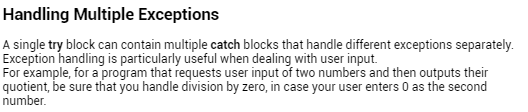 Handling Multiple Exceptions
A single try block can contain multiple catch blocks that handle different exceptions separately.
Exception handling is particularly useful when dealing with user input.
For example, for a program that requests user input of two numbers and then outputs their
quotient, be sure that you handle division by zero, in case your user enters 0 as the second
number.